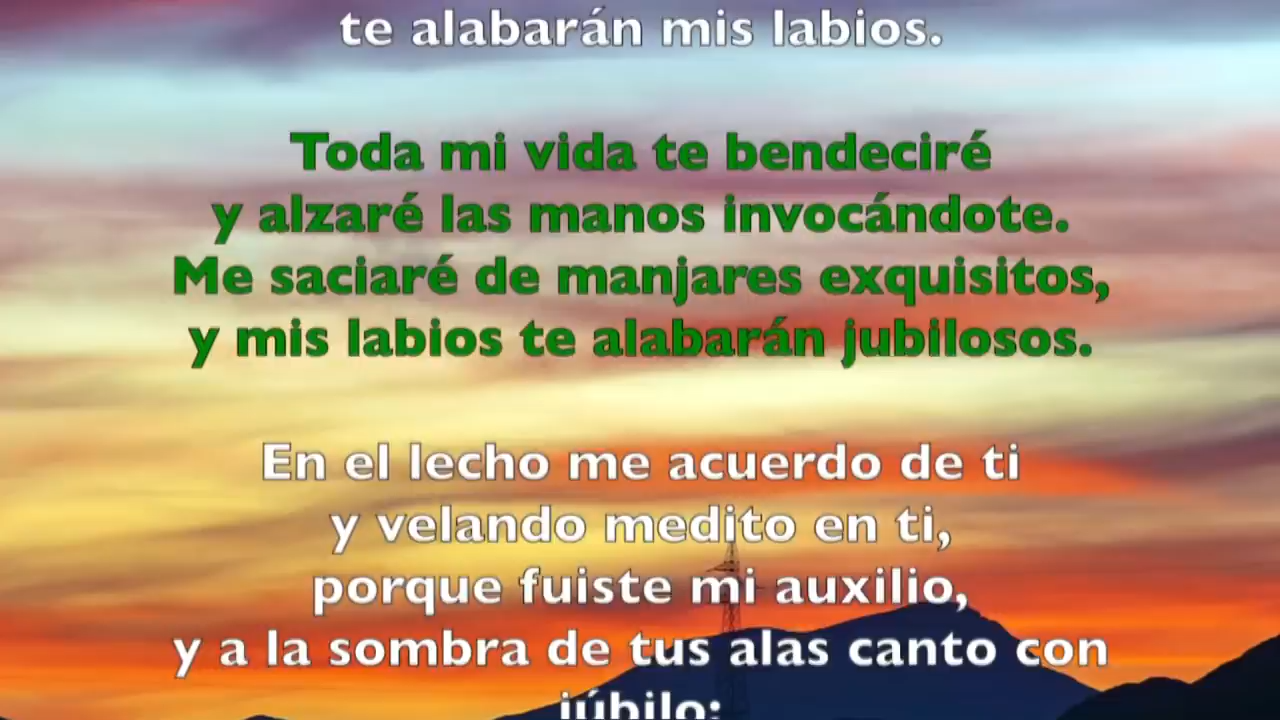 te alabarán mis labios.
Toda mi vida te bendeciré
y alzaré las manos invocándote.
Me saciaré de manjares exquisitos,
y mis labios te alabarán jubilosos.
En el lecho me acuerdo de ti
y velando medito en ti,
porque fuiste mi auxilio,
y a la sombra de tus alas canto con
júbilo: